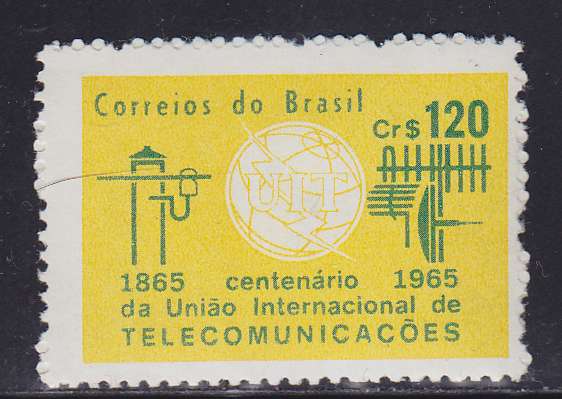 Correios do Brasil
Cr$ 120
UIT
1865 centenário 1965
da União Internacional de
TELECOMUNICACÕES